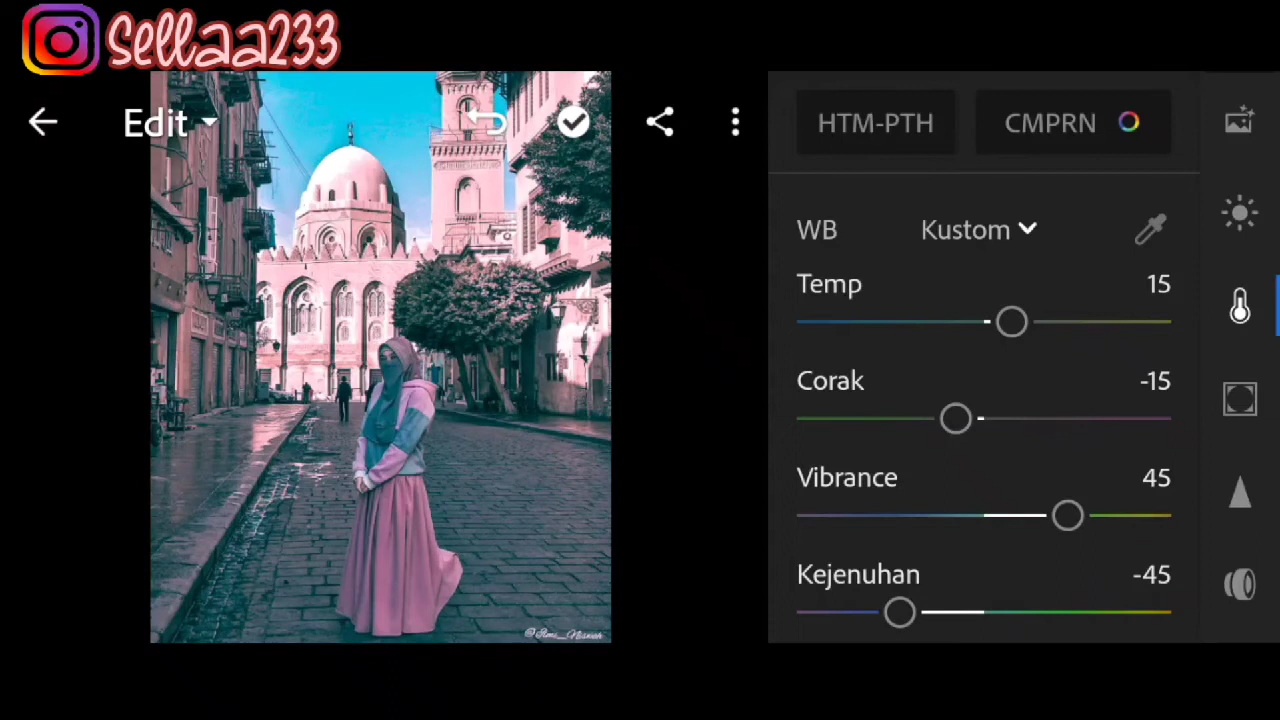 sellaa233
Edit
HTM-PTH
CMPRN
WB
Kustom
Temp
15
Corak
-15
Vibrance
45
Kejenuhan
-45